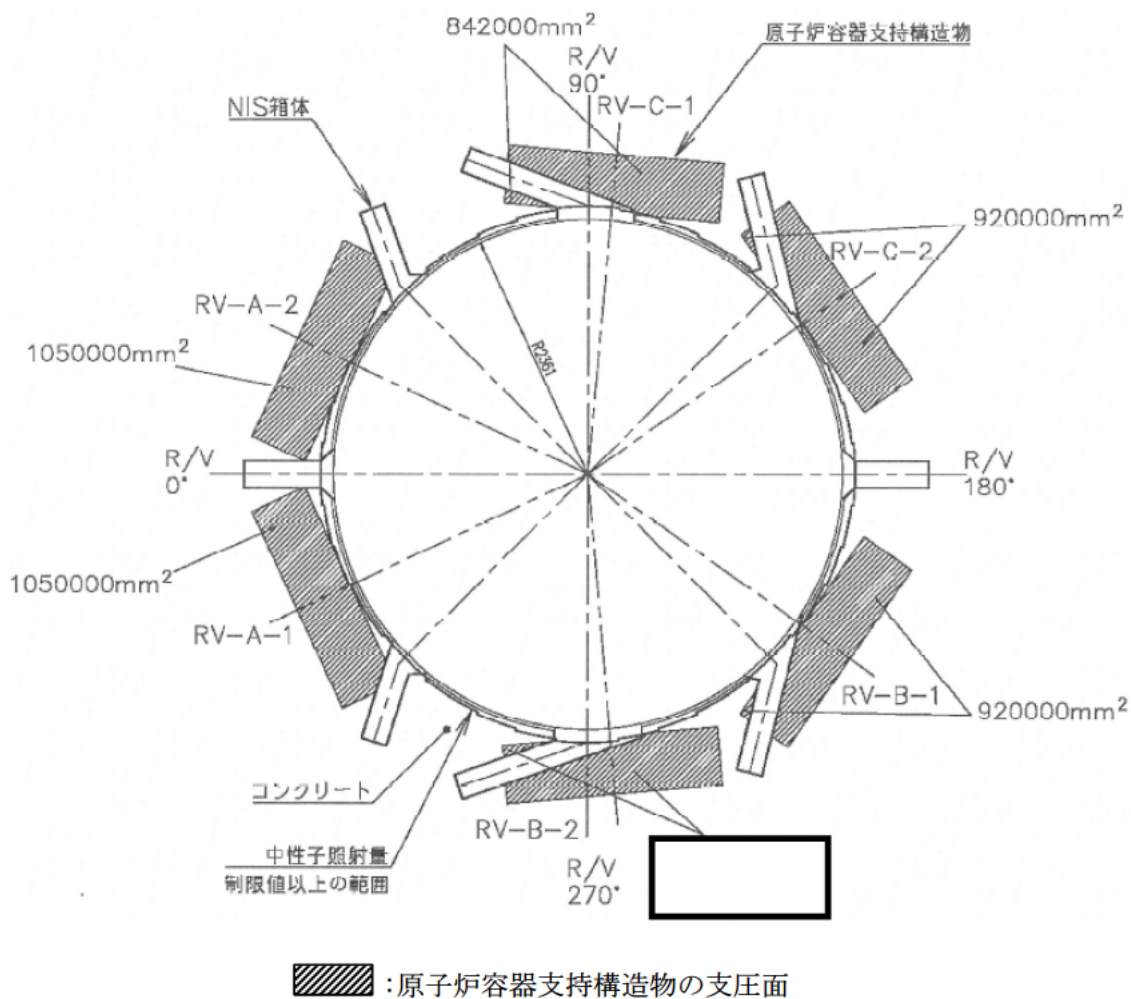 842000mm²
原子炉容器支持構造物
R/V
90°
RV-C-1
NIS箱体
920000mm²
RV-C-2
RV-A-2
R2361
1050000mm²
R/V
0°
R/V
180°
1050000mm²
RV-A-1
RV-B-1
920000mm²
コンクリート
RV-B-2
中性子照射量
制限値以上の範囲
R/V
270°
:原子炉容器支持構造物の支圧面